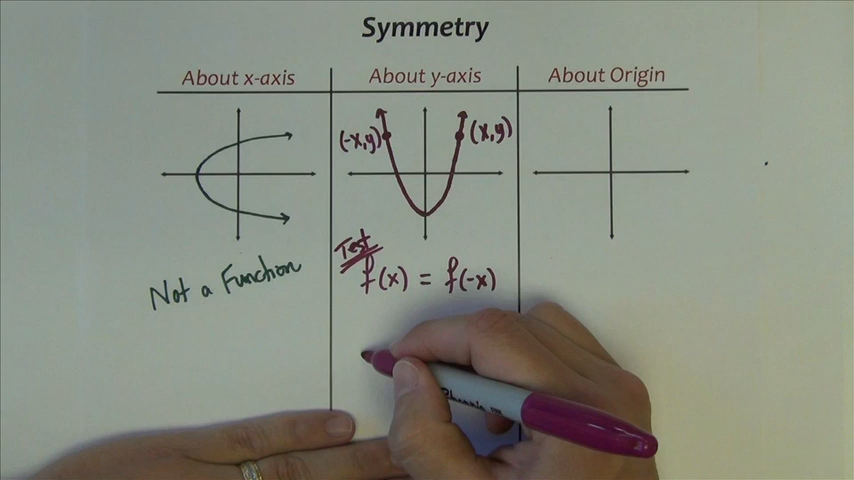 Symmetry
About x-axis
About y-axis
About Origin
(-x,y)
(x,y)
Not a Function
Test
f(x) = f(-x)